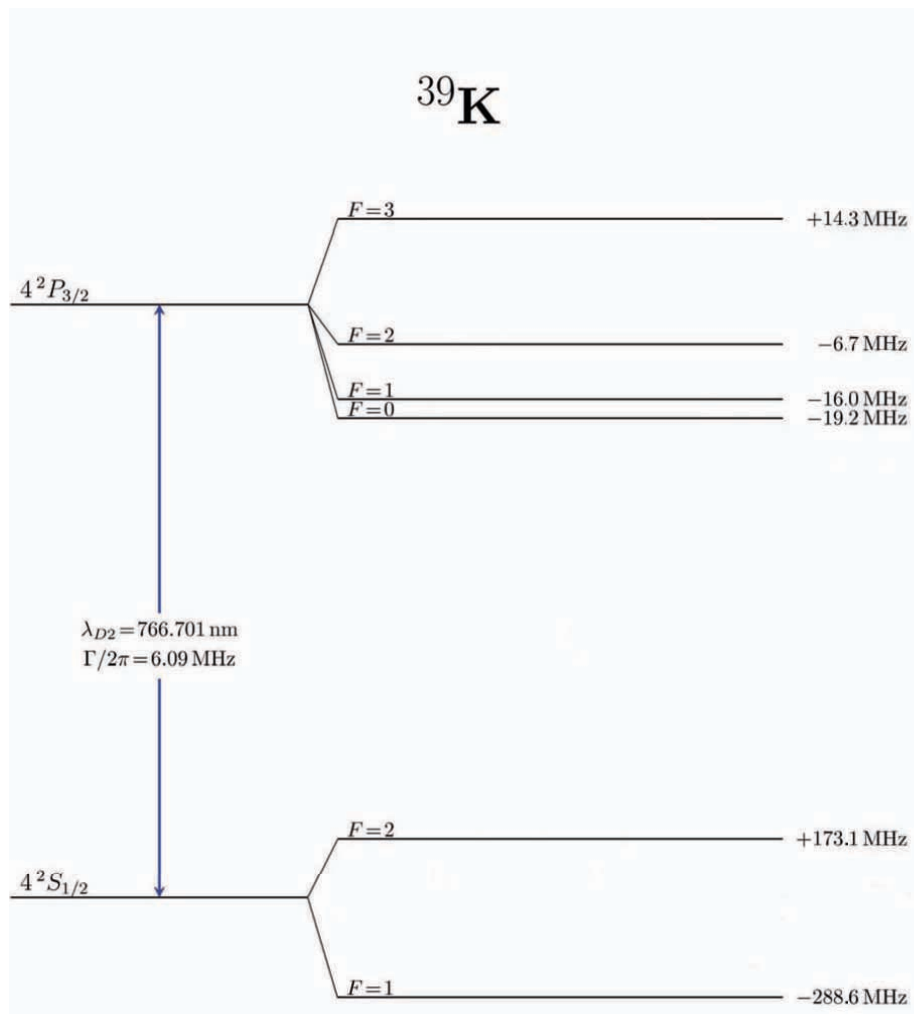 ³⁹K
F=3 +14.3 MHz
4²P₃/₂
F=2 −6.7 MHz
F=1 −16.0 MHz
F=0 −19.2 MHz
λ_D2=766.701 nm
Γ/2π=6.09 MHz
F=2 +173.1 MHz
4²S₁/₂
F=1 −288.6 MHz